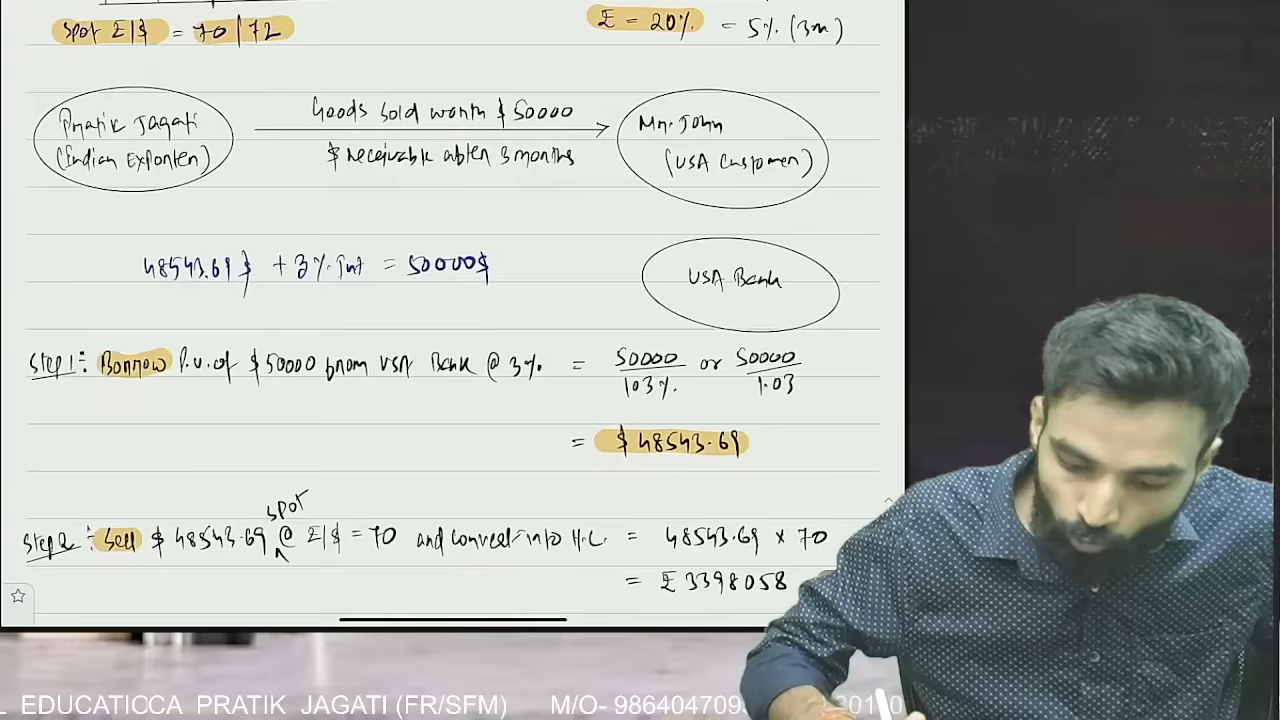 Spot ₹/$ = 70/72
₹ = 20% = 5% (3m)
Pratik Jagati
(Indian Exporter)
Goods sold worth $50000
$ receivable after 3 months
Mr. John
(USA Customer)
48543.69 $ + 3% Int = 50000$
USA Bank
Step 1: Borrow P.V. of $50000 from USA Bank @ 3% = 50000/103% or 50000/1.03
= $48543.69
Step 2: Sell $48543.69 @ spot ₹/$ = 70 and convert into H.C. = 48543.69 × 70
= ₹3398058
EDUCATICCA PRATIK JAGATI (FR/SFM) M/O- 986404709